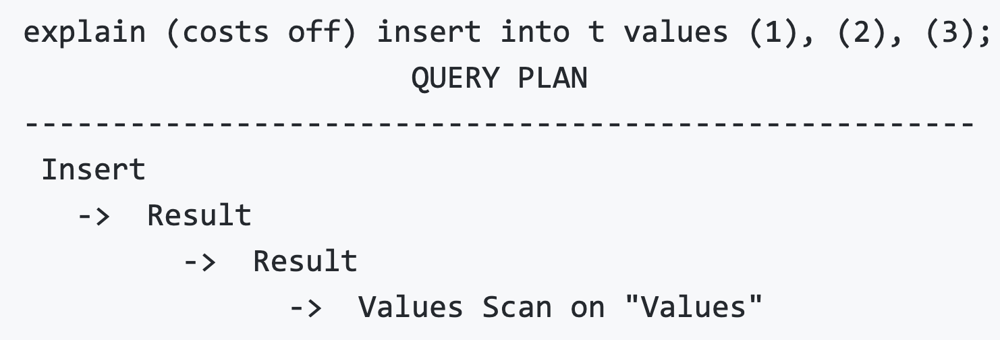 explain (costs off) insert into t values (1), (2), (3);
                      QUERY PLAN
------------------------------------------------------
 Insert
   ->  Result
         ->  Result
               ->  Values Scan on "Values"